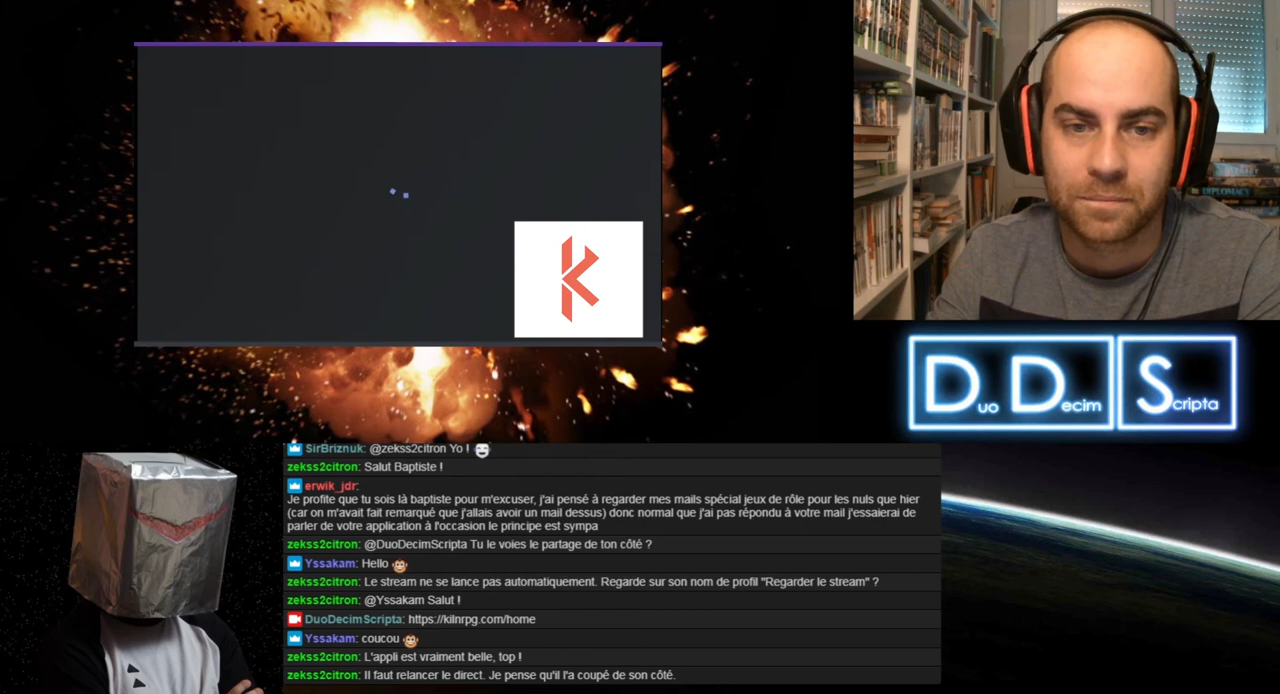 DIPLOMACY
Duo Decim Scripta
SirBriznuk: @zekss2citron Yo !
zekss2citron: Salut Baptiste !
erwik_jdr:
Je profite que tu sois là baptiste pour m'excuser, j'ai pensé à regarder mes mails spécial jeux de rôle pour les nuls que hier
(car on m'avait fait remarqué que j'allais avoir un mail dessus) donc normal que j'ai pas répondu à votre mail j'essaierai de
parler de votre application à l'occasion le principe est sympa
zekss2citron: @DuoDecimScripta Tu le voies le partage de ton côté ?
Yssakam: Hello
zekss2citron: Le stream ne se lance pas automatiquement. Regarde sur son nom de profil "Regarder le stream" ?
zekss2citron: @Yssakam Salut !
DuoDecimScripta: https://kilnrpg.com/home
Yssakam: coucou
zekss2citron: L'appli est vraiment belle, top !
zekss2citron: Il faut relancer le direct. Je pense qu'il l'a coupé de son côté.